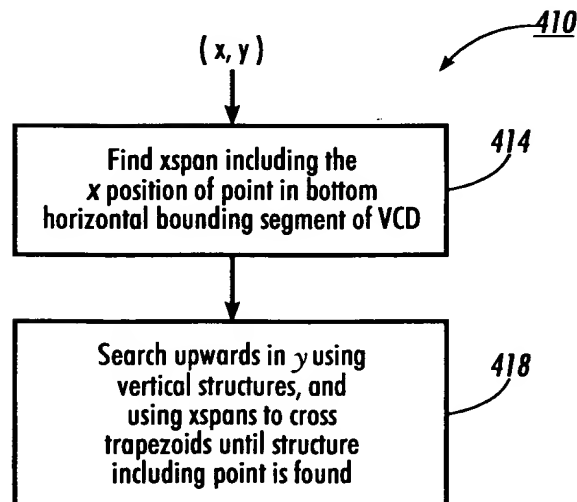 410
( x, y )
414
Find xspan including the
x position of point in bottom
horizontal bounding segment of VCD
418
Search upwards in y using
vertical structures, and
using xspans to cross
trapezoids until structure
including point is found